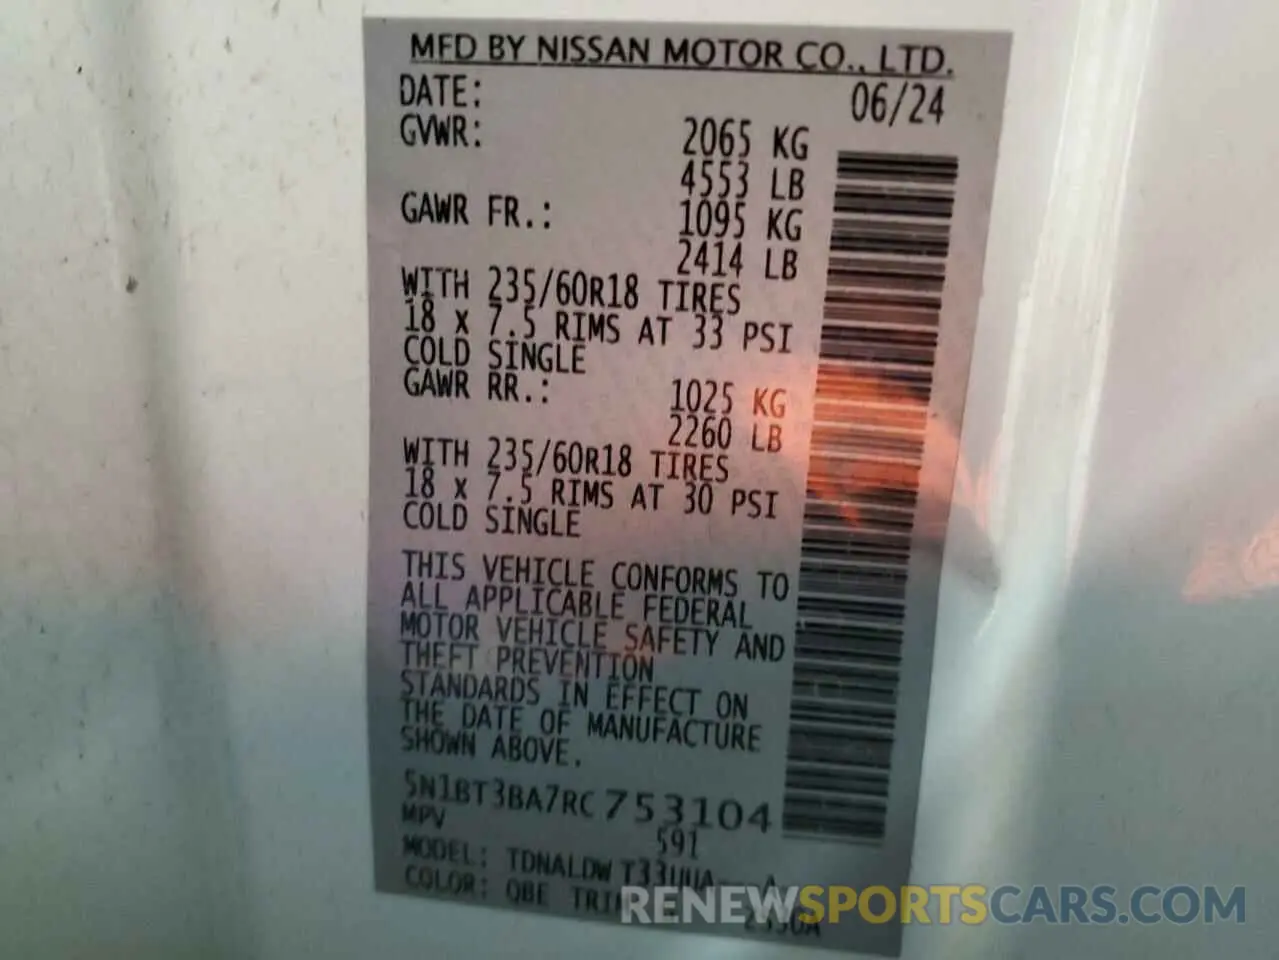 MFD BY NISSAN MOTOR CO., LTD.
DATE: 06/24
GVWR: 2065 KG
4553 LB
GAWR FR.: 1095 KG
2414 LB
WITH 235/60R18 TIRES
18 x 7.5 RIMS AT 33 PSI
COLD SINGLE
GAWR RR.: 1025 KG
2260 LB
WITH 235/60R18 TIRES
18 x 7.5 RIMS AT 30 PSI
COLD SINGLE
THIS VEHICLE CONFORMS TO
ALL APPLICABLE FEDERAL
MOTOR VEHICLE SAFETY AND
THEFT PREVENTION
STANDARDS IN EFFECT ON
THE DATE OF MANUFACTURE
SHOWN ABOVE.
5N1BT3BA7RC753104
MPV 591
MODEL: TDNALDW T33UUA---A
COLOR: QBE
RENEWSPORTSCARS.COM